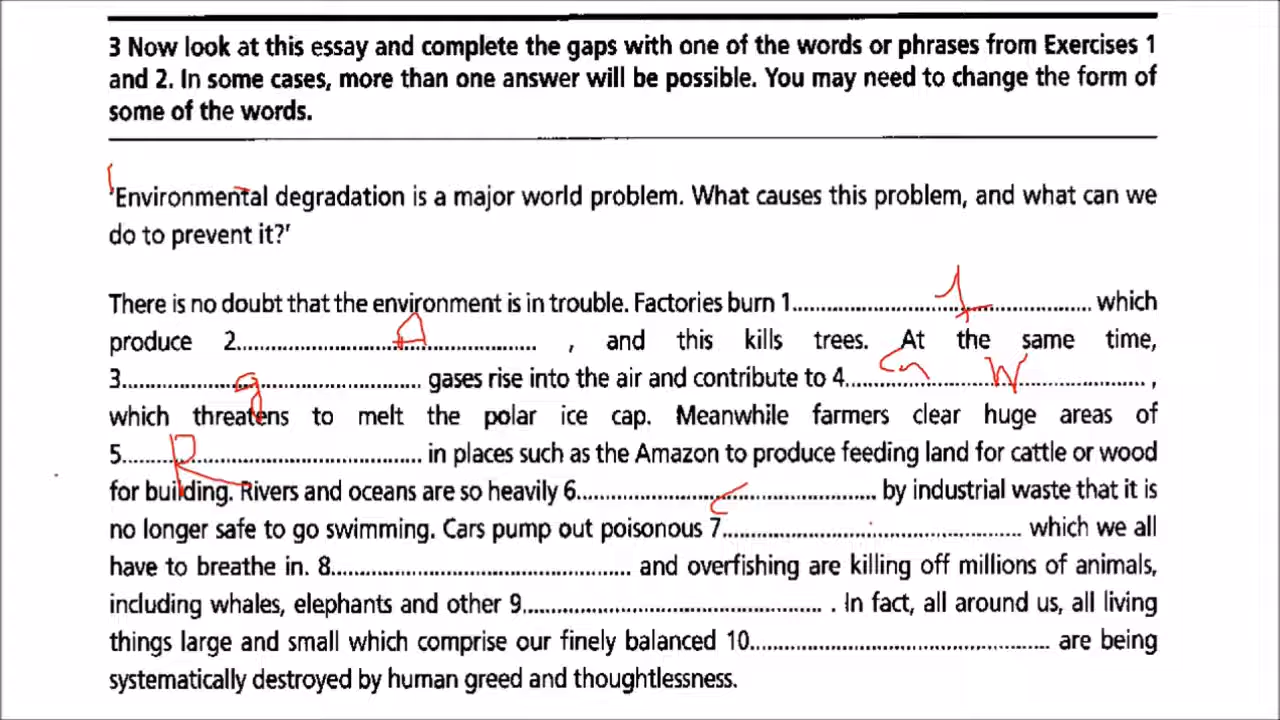 3 Now look at this essay and complete the gaps with one of the words or phrases from Exercises 1
and 2. In some cases, more than one answer will be possible. You may need to change the form of
some of the words.
'Environmental degradation is a major world problem. What causes this problem, and what can we
do to prevent it?'
There is no doubt that the environment is in trouble. Factories burn 1.................................................. which
produce 2.................................................. , and this kills trees. At the same time,
3.................................................. gases rise into the air and contribute to 4.................................................. ,
which threatens to melt the polar ice cap. Meanwhile farmers clear huge areas of
5.................................................. in places such as the Amazon to produce feeding land for cattle or wood
for building. Rivers and oceans are so heavily 6.................................................. by industrial waste that it is
no longer safe to go swimming. Cars pump out poisonous 7.................................................. which we all
have to breathe in. 8.................................................. and overfishing are killing off millions of animals,
including whales, elephants and other 9.................................................. . In fact, all around us, all living
things large and small which comprise our finely balanced 10.................................................. are being
systematically destroyed by human greed and thoughtlessness.